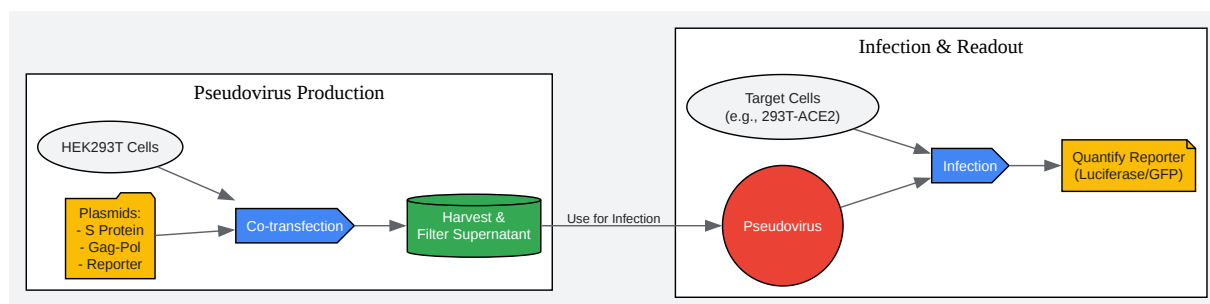 Pseudovirus Production
HEK293T Cells
Plasmids:
- S Protein
- Gag-Pol
- Reporter
Co-transfection
Harvest &
Filter Supernatant
Use for Infection
Infection & Readout
Target Cells
(e.g., 293T-ACE2)
Pseudovirus
Infection
Quantify Reporter
(Luciferase/GFP)